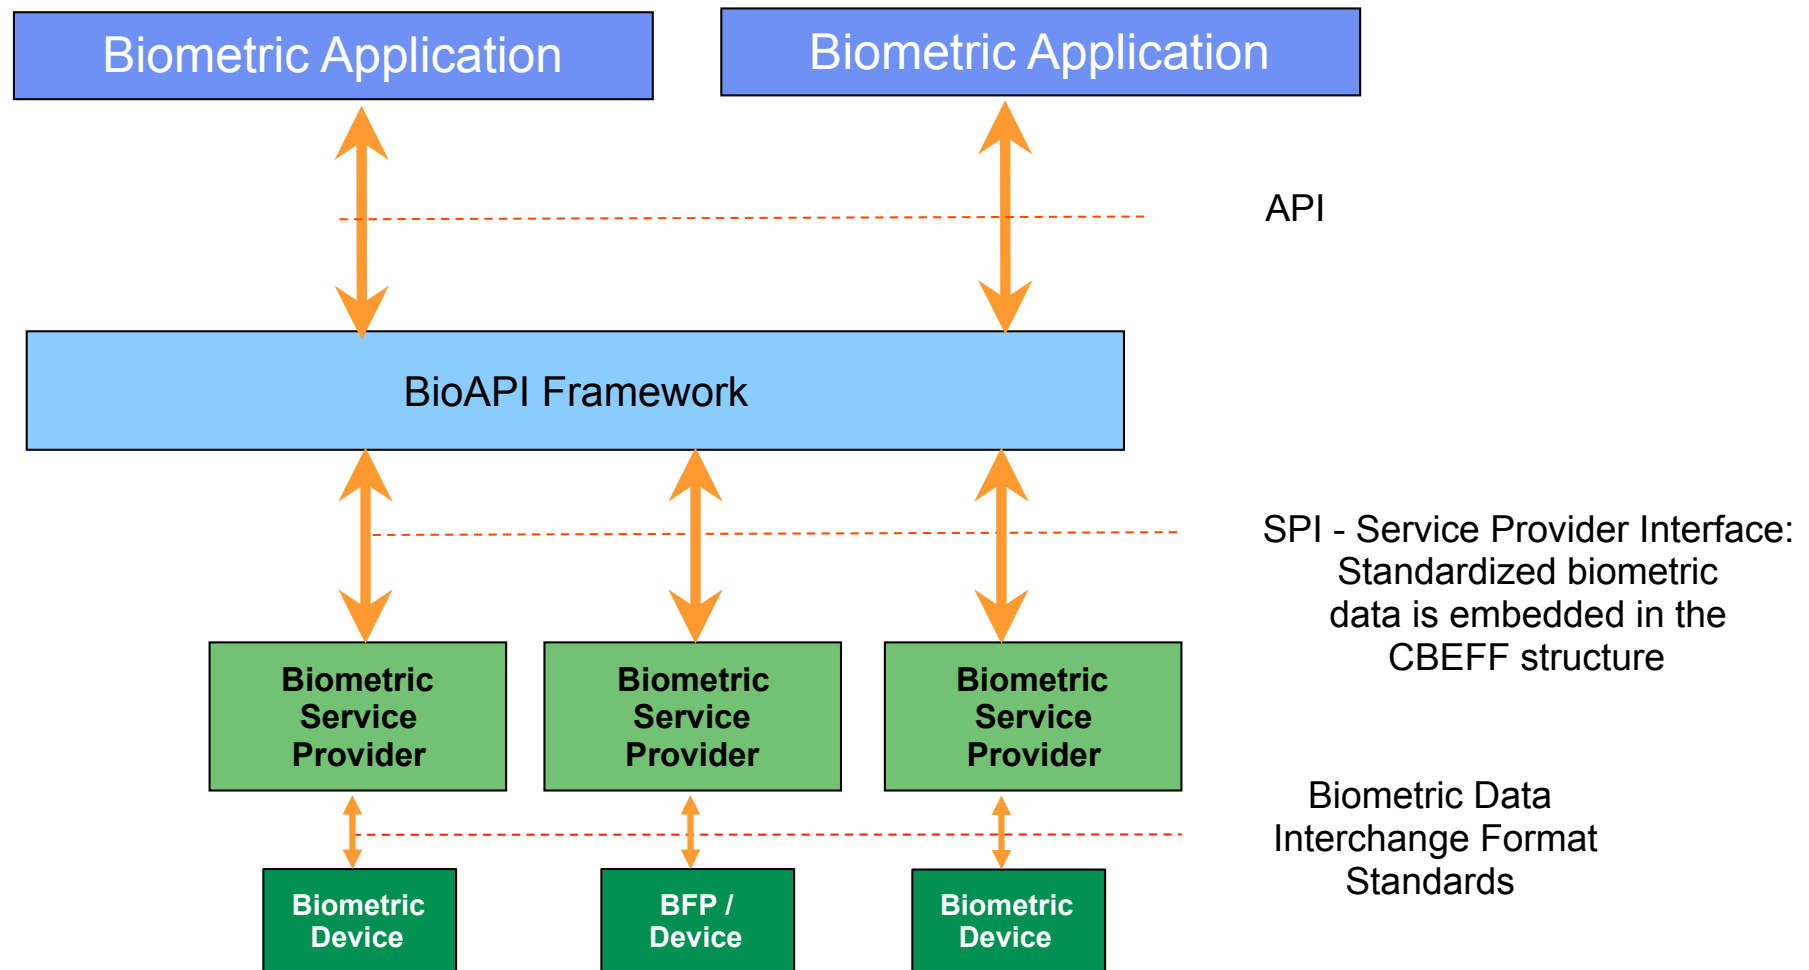 Biometric Application
Biometric Application
API
BioAPI Framework
SPI - Service Provider Interface:
Standardized biometric
data is embedded in the
CBEFF structure
Biometric
Service
Provider
Biometric
Service
Provider
Biometric
Service
Provider
Biometric Data
Interchange Format
Standards
Biometric
Device
BFP /
Device
Biometric
Device